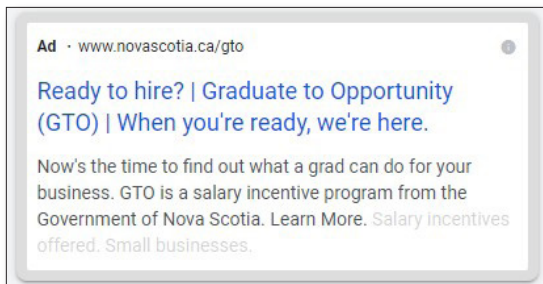 Ad · www.novascotia.ca/gto
Ready to hire? | Graduate to Opportunity
(GTO) | When you're ready, we're here.
Now's the time to find out what a grad can do for your
business. GTO is a salary incentive program from the
Government of Nova Scotia. Learn More. Salary incentives
offered. Small businesses.